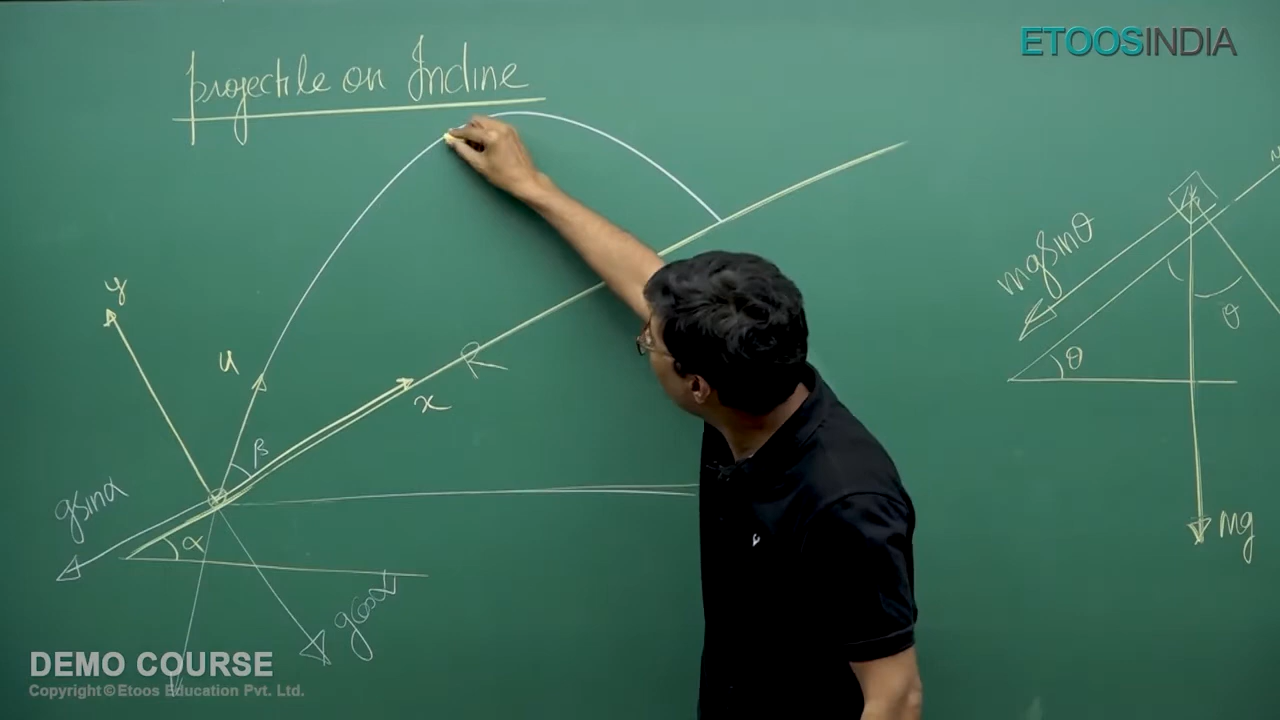 projectile on Incline
ETOOSINDIA
y
u
β
x
R
gsinα
α
gcosα
mgsinθ
θ
θ
mg
DEMO COURSE
Copyright © Etoos Education Pvt. Ltd.